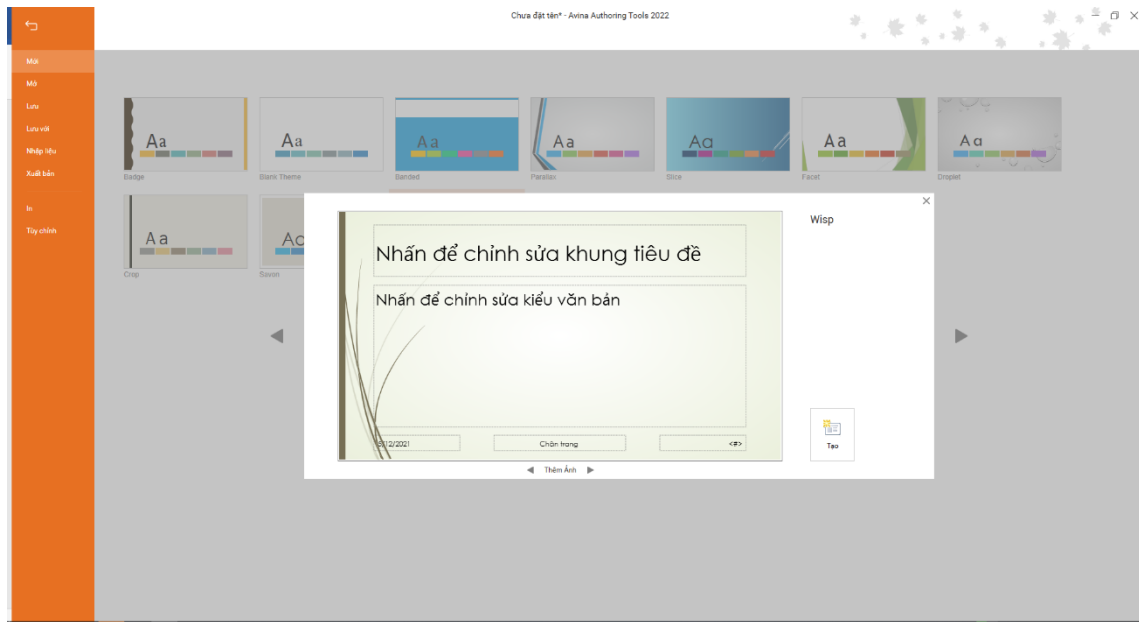 Chưa đặt tên* - Avina Authoring Tools 2022
Mới
Mở
Lưu
Lưu với
Nhập liệu
Xuất bản
In
Tùy chỉnh
Aa
Badge
Aa
Blank Theme
Aa
Banded
Aa
Parallax
Aa
Slice
Aa
Facet
Aa
Droplet
Aa
Crop
Savon
Wisp
Nhấn để chỉnh sửa khung tiêu đề
Nhấn để chỉnh sửa kiểu văn bản
12/2021
Chân trang
<#>
Thêm Ảnh
Tạo